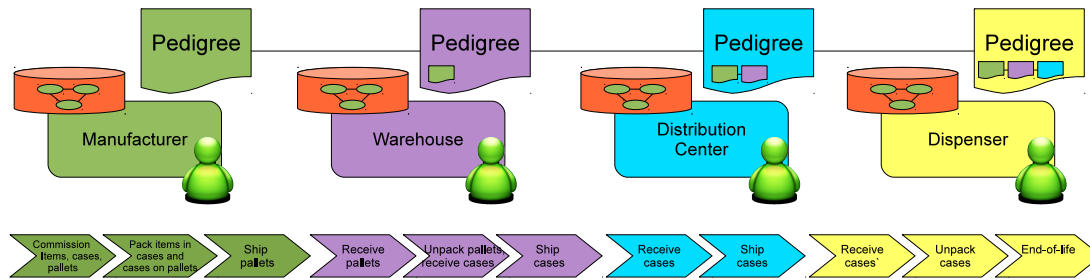 Pedigree
Pedigree
Pedigree
Pedigree
Manufacturer
Warehouse
Distribution
Center
Dispenser
Commission
Items, cases,
pallets
Pack items in
cases and
cases on pallets
Ship
pallets
Receive
pallets
Unpack pallets,
receive cases
Ship
cases
Receive
cases
Ship
cases
Receive
cases`
Unpack
cases
End-of-life